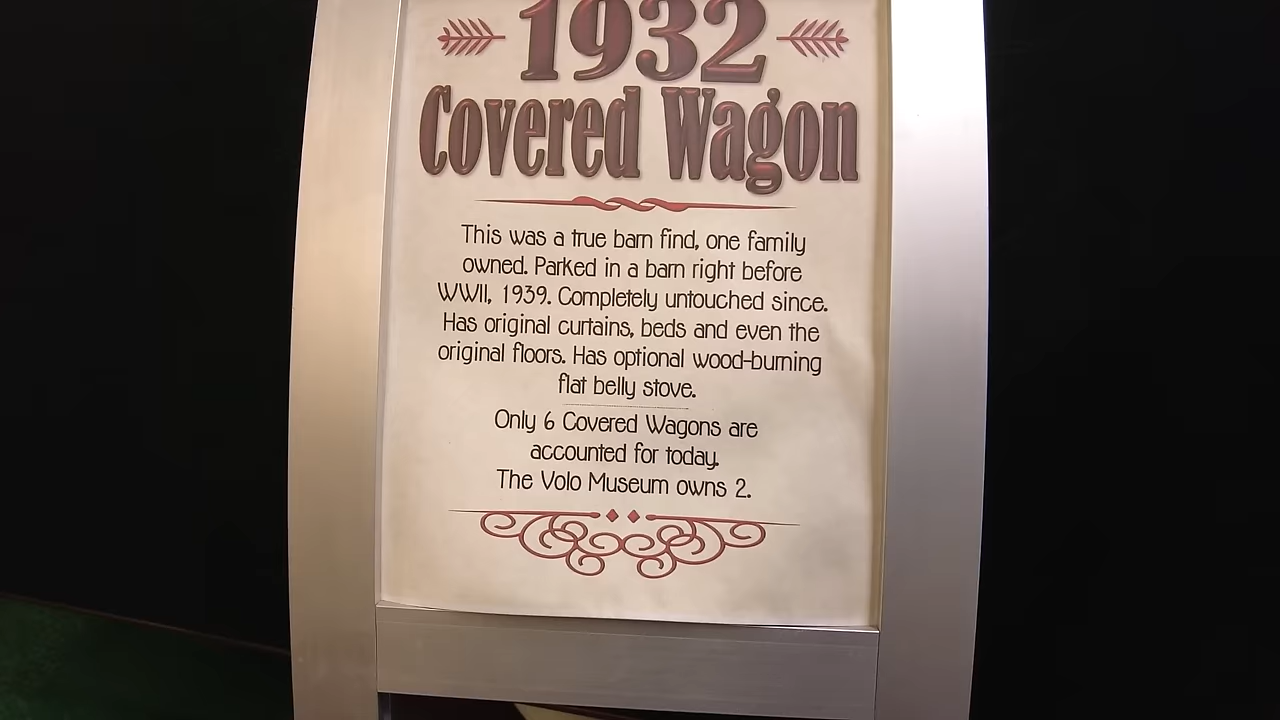 1932
Covered Wagon
This was a true barn find, one family
owned. Parked in a barn right before
WWII, 1939. Completely untouched since.
Has original curtains, beds and even the
original floors. Has optional wood-burning
flat belly stove.
Only 6 Covered Wagons are
accounted for today.
The Volo Museum owns 2.